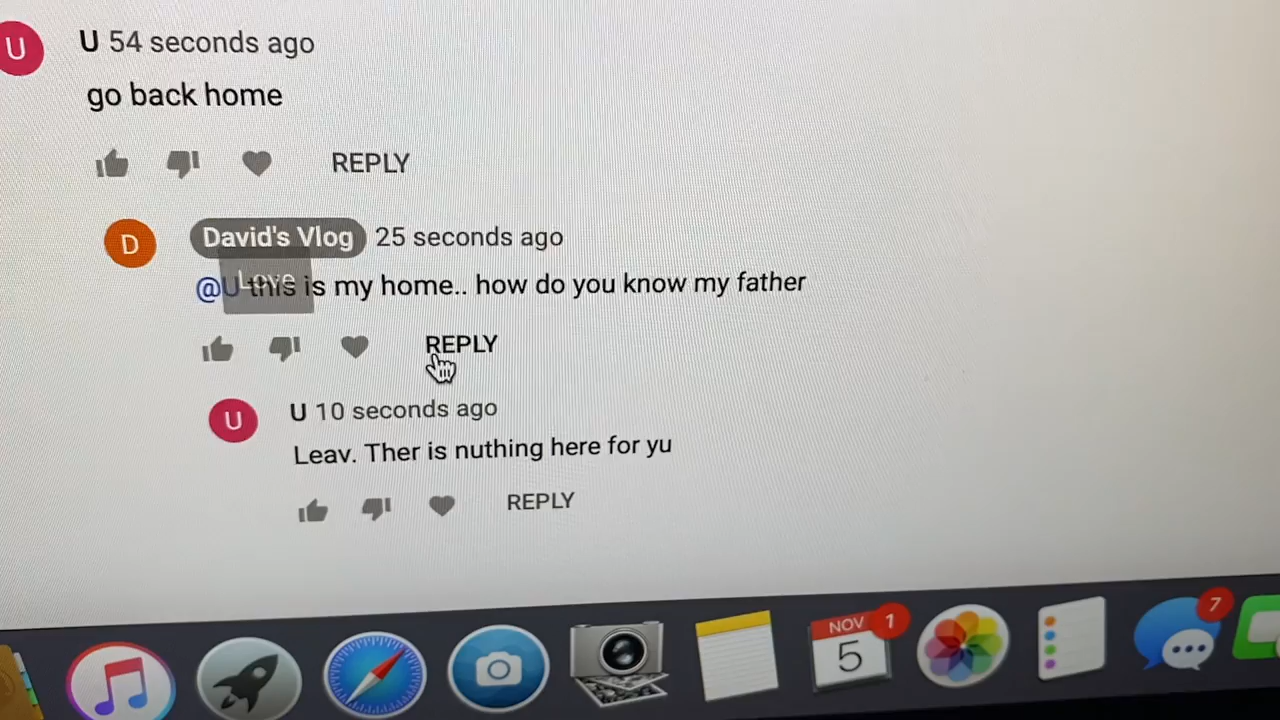 U
U 54 seconds ago
go back home
REPLY
D
David's Vlog 25 seconds ago
Love
@U this is my home.. how do you know my father
REPLY
U
U 10 seconds ago
Leav. Ther is nuthing here for yu
REPLY
NOV
1
5
7